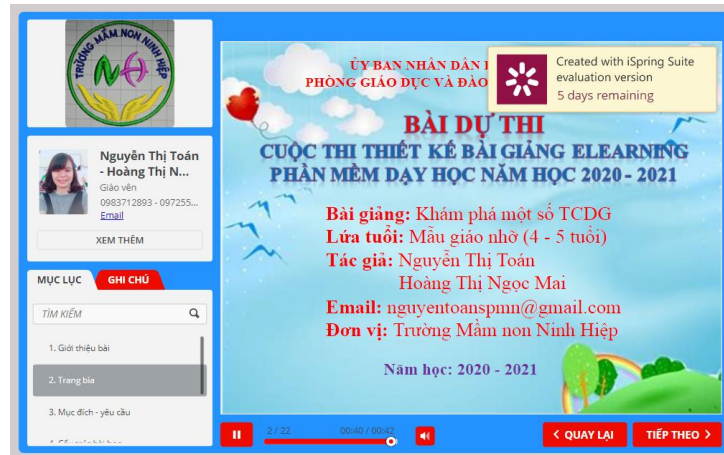 TRƯỜNG MẦM NON NINH HIỆP
NH
Nguyễn Thị Toán
- Hoàng Thị N...
Giáo vên
0983712893 - 097255...
Email
XEM THÊM
MỤC LỤC
GHI CHÚ
TÌM KIẾM
1. Giới thiệu bài
2. Trang bìa
3. Mục đích - yêu cầu
ỦY BAN NHÂN DÂN
PHÒNG GIÁO DỤC VÀ ĐÀO
Created with iSpring Suite
evaluation version
5 days remaining
BÀI DỰ THI
CUỘC THI THIẾT KẾ BÀI GIẢNG ELEARNING
PHẦN MỀM DẠY HỌC NĂM HỌC 2020 - 2021
Bài giảng: Khám phá một số TCDG
Lứa tuổi: Mẫu giáo nhỡ (4 - 5 tuổi)
Tác giả: Nguyễn Thị Toán
Hoàng Thị Ngọc Mai
Email: nguyentoanspmn@gmail.com
Đơn vị: Trường Mầm non Ninh Hiệp
Năm học: 2020 - 2021
2 / 22
00:40 / 00:42
QUAY LẠI
TIẾP THEO